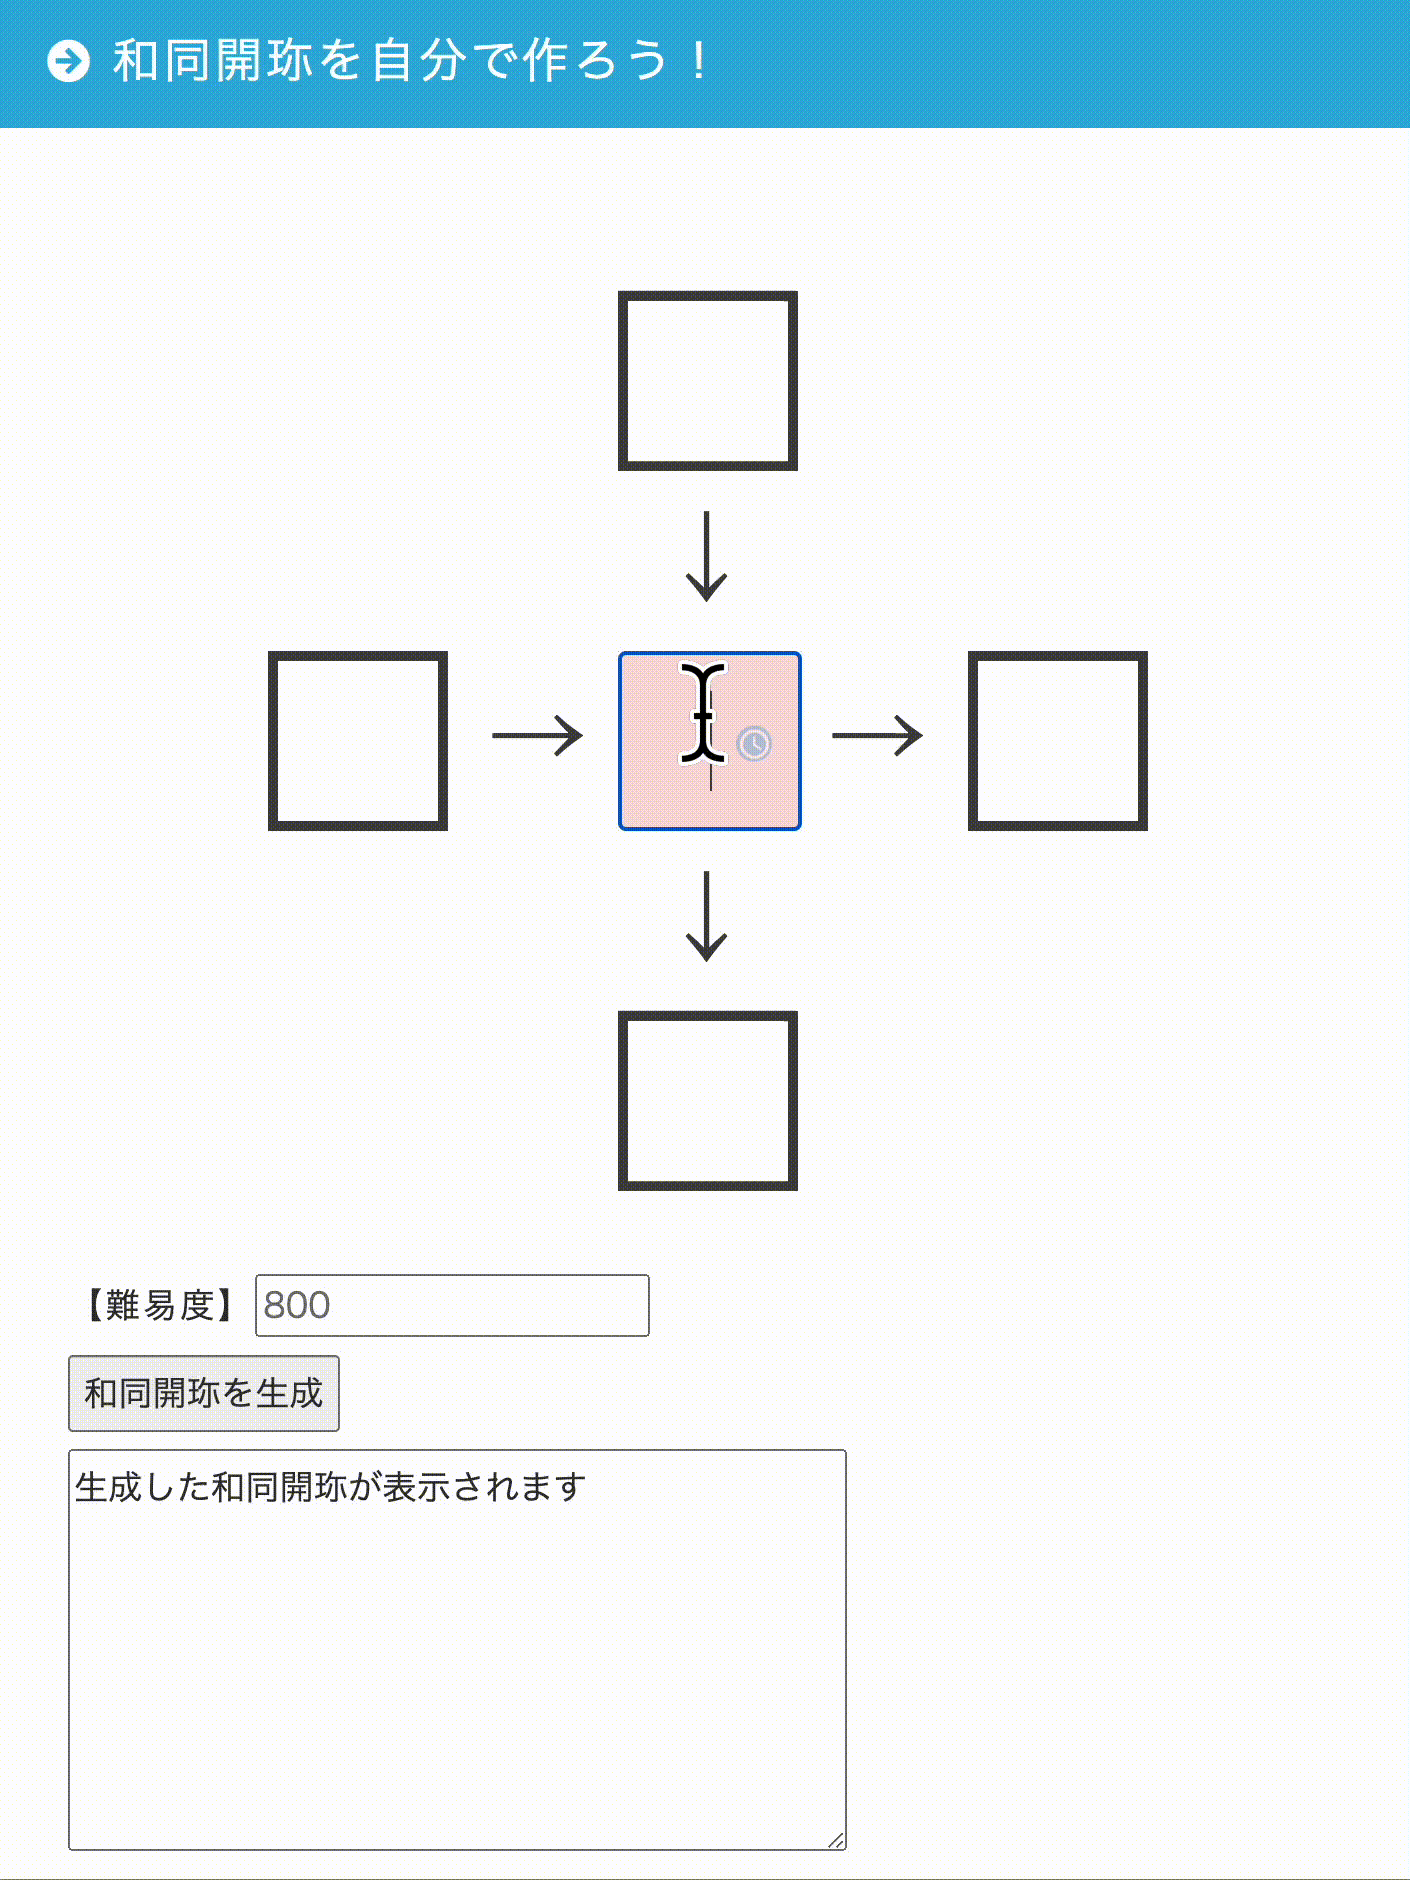 和同開珎を自分で作ろう！
【難易度】 800
和同開珎を生成
生成した和同開珎が表示されます